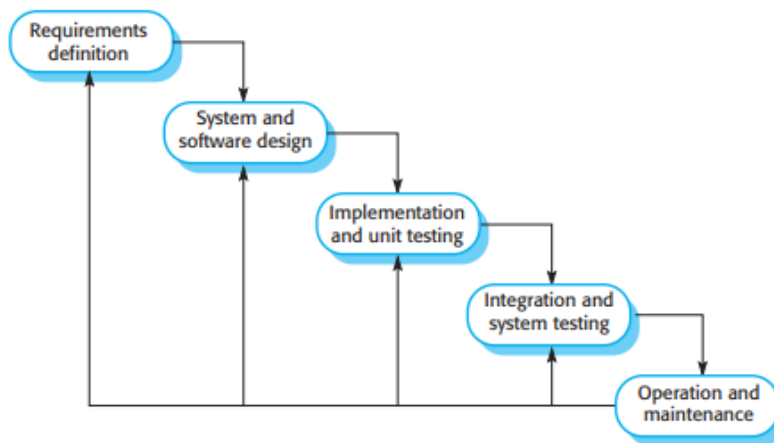 Requirements
definition
System and
software design
Implementation
and unit testing
Integration and
system testing
Operation and
maintenance